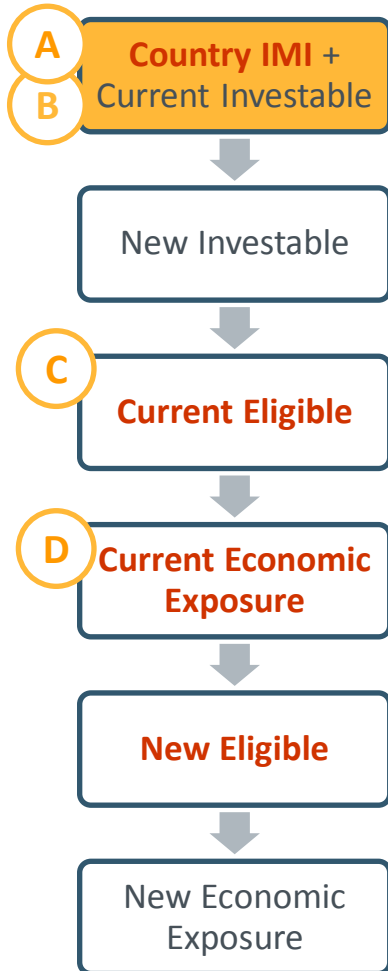 A
Country IMI +
B
Current Investable
New Investable
C
Current Eligible
D
Current Economic
Exposure
New Eligible
New Economic
Exposure